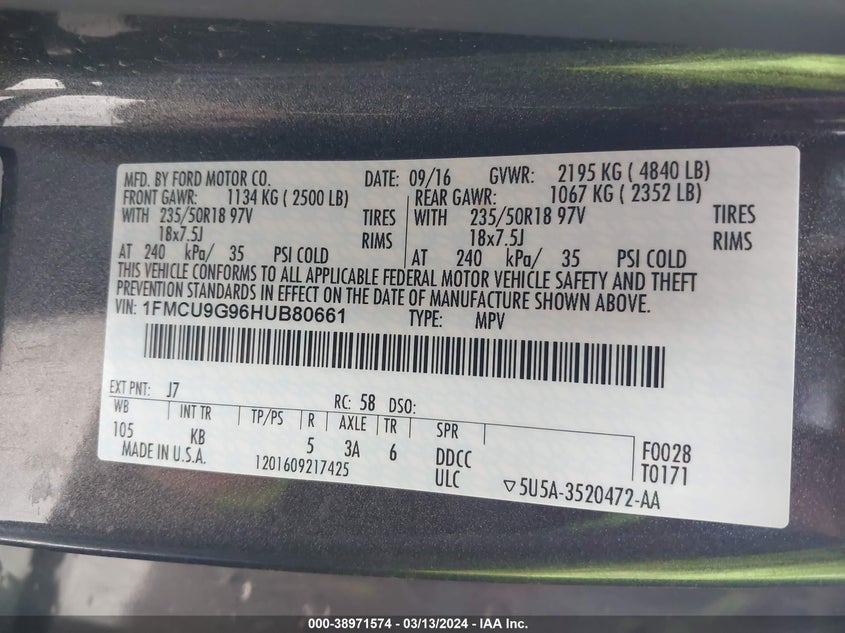 MFD. BY FORD MOTOR CO. DATE: 09/16 GVWR: 2195 KG ( 4840 LB)
FRONT GAWR: 1134 KG ( 2500 LB) REAR GAWR: 1067 KG ( 2352 LB)
WITH 235/50R18 97V TIRES WITH 235/50R18 97V TIRES
18x7.5J RIMS 18x7.5J RIMS
AT 240 kPa/ 35 PSI COLD AT 240 kPa/ 35 PSI COLD
THIS VEHICLE CONFORMS TO ALL APPLICABLE FEDERAL MOTOR VEHICLE SAFETY AND THEFT
PREVENTION STANDARDS IN EFFECT ON THE DATE OF MANUFACTURE SHOWN ABOVE.
VIN: 1FMCU9G96HUB80661 TYPE: MPV
EXT PNT: J7 RC: 58 DSO:
WB INT TR TP/PS R AXLE TR SPR
105 KB 5 3A 6 DDCC F0028
MADE IN U.S.A. 1201609217425 ULC T0171
▽5U5A-3520472-AA
000-38971574 — 03/13/2024 — IAA Inc.